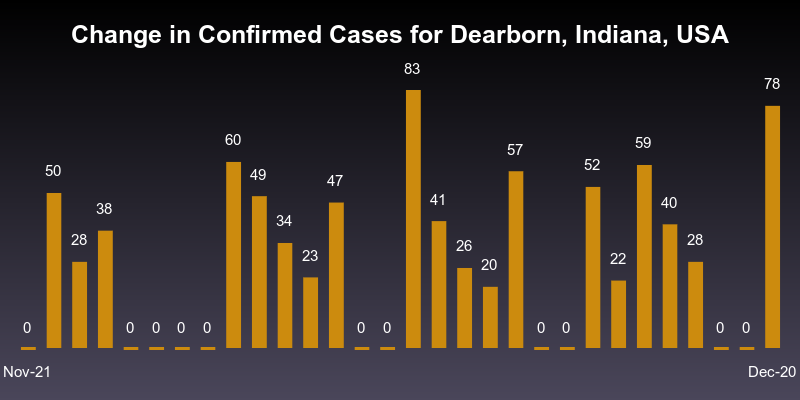 Change in Confirmed Cases for Dearborn, Indiana, USA
0 50 28 38 0 0 0 0 60 49 34 23 47 0 0 83 41 26 20 57 0 0 52 22 59 40 28 0 0 78
Nov-21 Dec-20